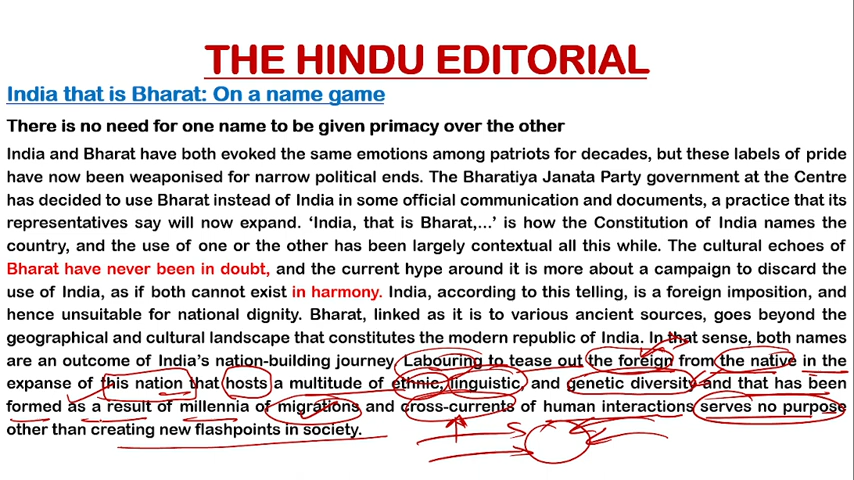 THE HINDU EDITORIAL
India that is Bharat: On a name game
There is no need for one name to be given primacy over the other
India and Bharat have both evoked the same emotions among patriots for decades, but these labels of pride
have now been weaponised for narrow political ends. The Bharatiya Janata Party government at the Centre
has decided to use Bharat instead of India in some official communication and documents, a practice that its
representatives say will now expand. ‘India, that is Bharat,...’ is how the Constitution of India names the
country, and the use of one or the other has been largely contextual all this while. The cultural echoes of
Bharat have never been in doubt, and the current hype around it is more about a campaign to discard the
use of India, as if both cannot exist in harmony. India, according to this telling, is a foreign imposition, and
hence unsuitable for national dignity. Bharat, linked as it is to various ancient sources, goes beyond the
geographical and cultural landscape that constitutes the modern republic of India. In that sense, both names
are an outcome of India’s nation-building journey. Labouring to tease out the foreign from the native in the
expanse of this nation that hosts a multitude of ethnic, linguistic, and genetic diversity and that has been
formed as a result of millennia of migrations and cross-currents of human interactions serves no purpose
other than creating new flashpoints in society.